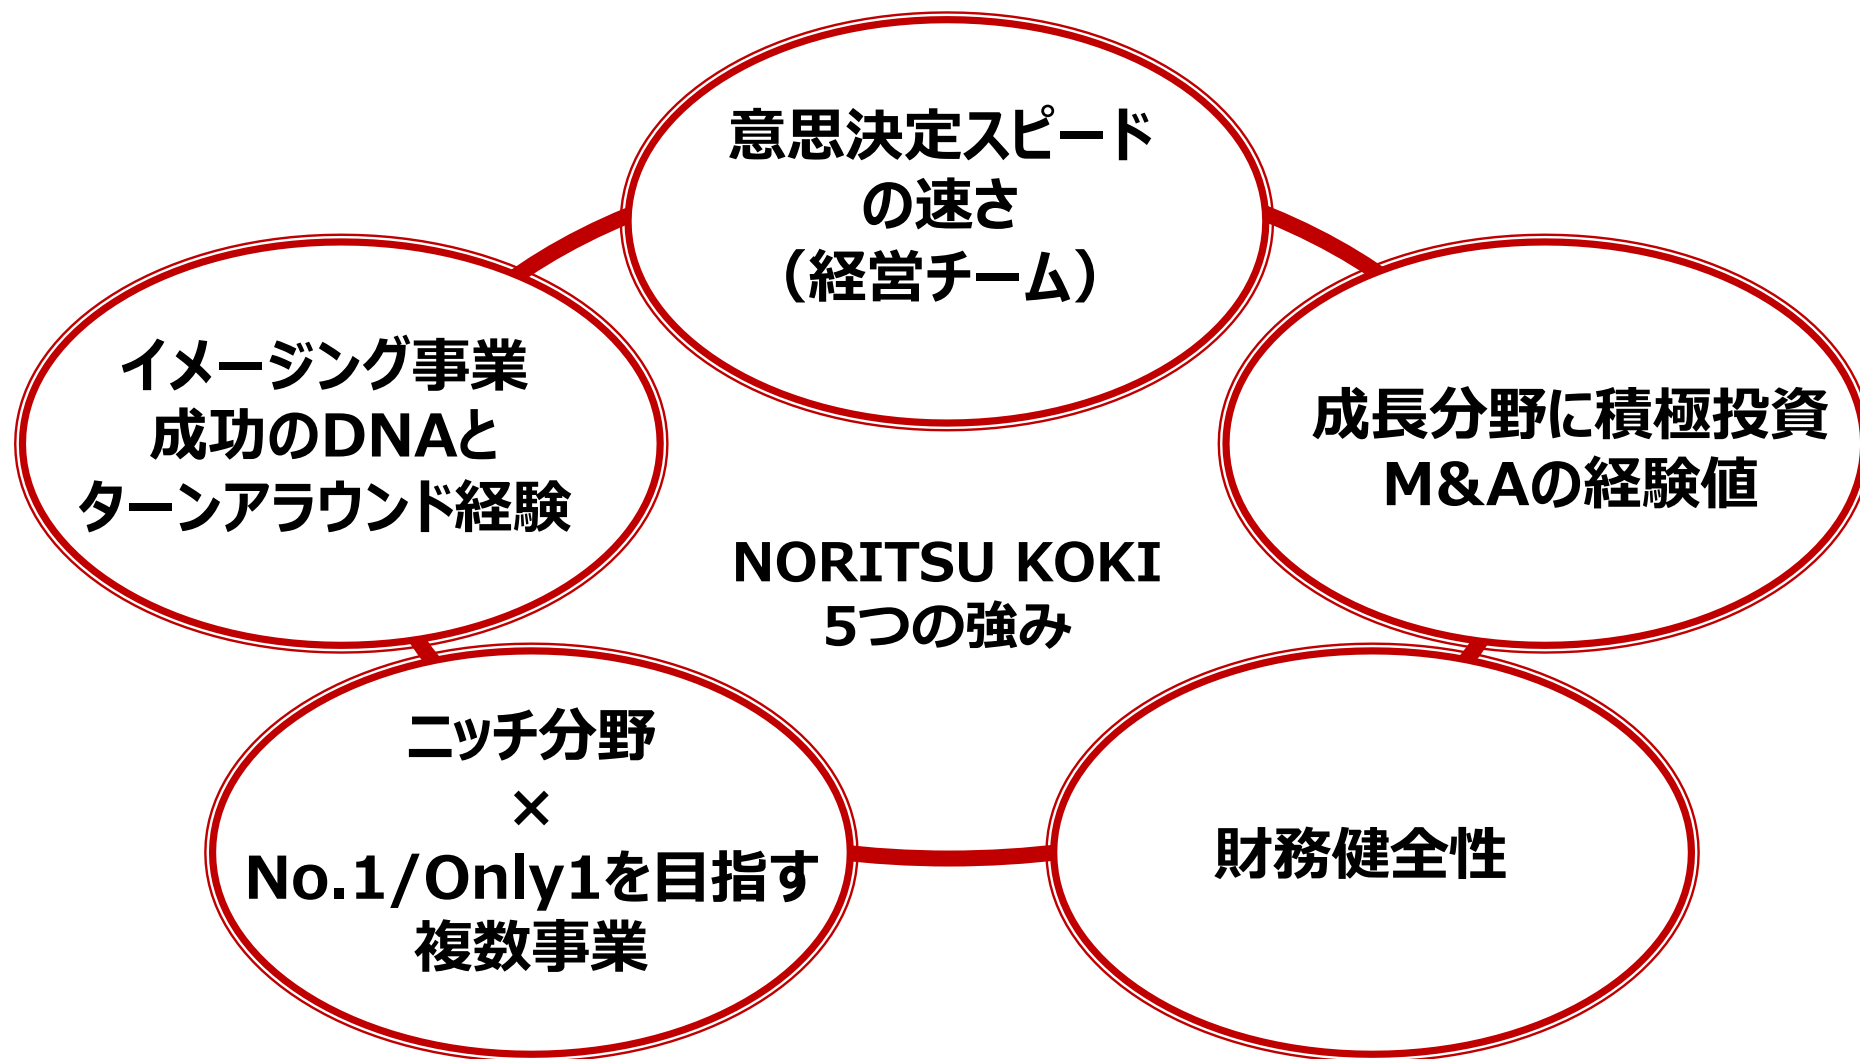 意思決定スピード
の速さ
（経営チーム）
イメージング事業
成功のDNAと
ターンアラウンド経験
成長分野に積極投資
M&Aの経験値
NORITSU KOKI
5つの強み
ニッチ分野
×
No.1/Only1を目指す
複数事業
財務健全性